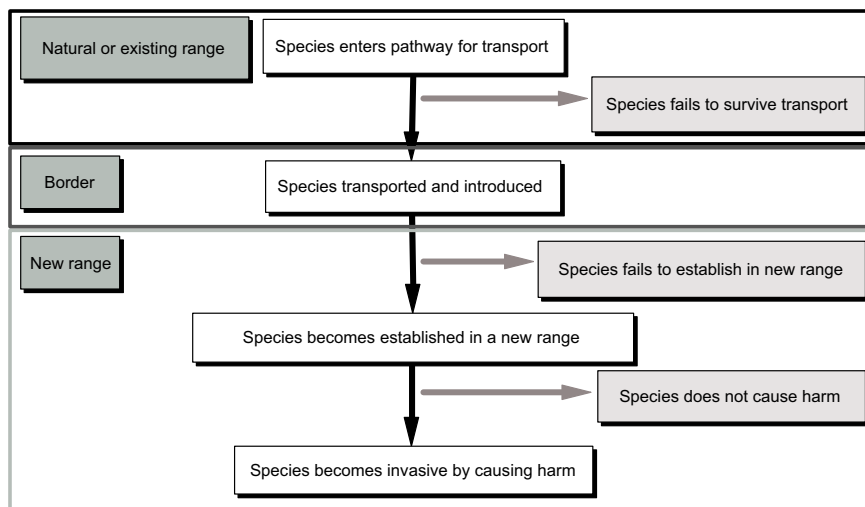 Natural or existing range
Species enters pathway for transport
Species fails to survive transport
Border
Species transported and introduced
New range
Species fails to establish in new range
Species becomes established in a new range
Species does not cause harm
Species becomes invasive by causing harm